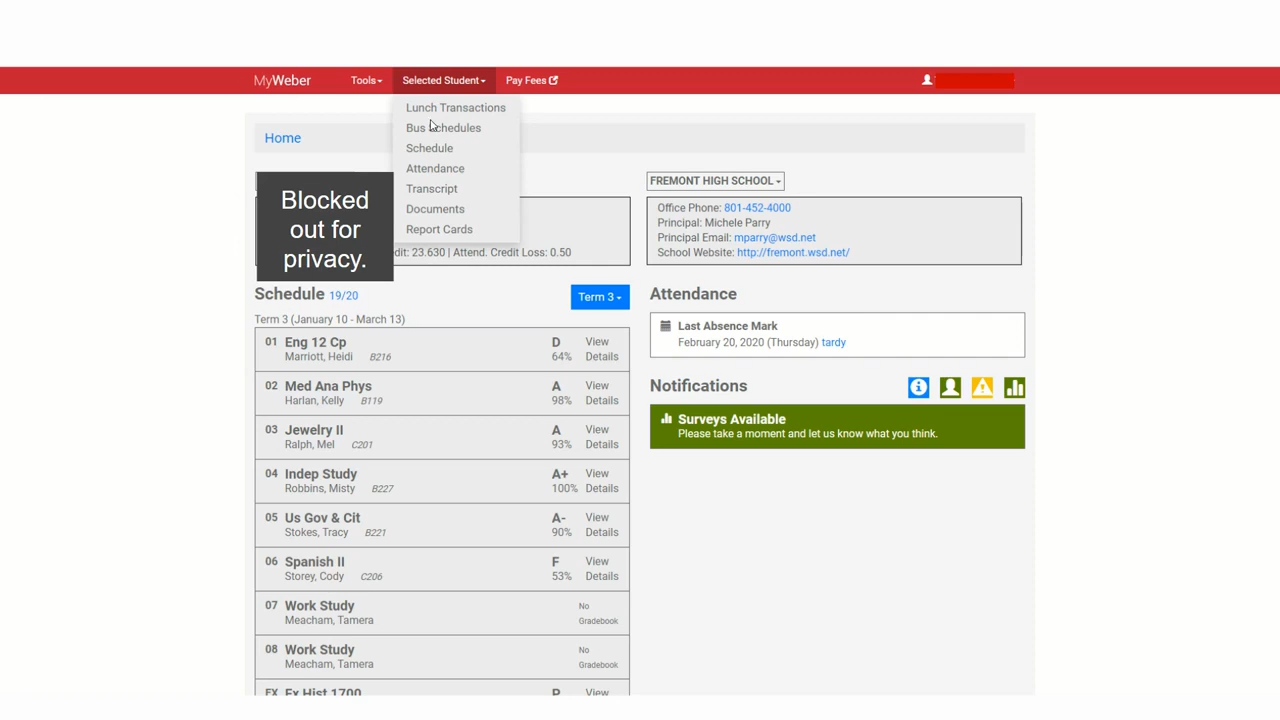 MyWeber Tools Selected Student Pay Fees
Lunch Transactions
Bus Schedules
Schedule
Attendance
Transcript
Documents
Report Cards
Home
Blocked
out for
privacy.
dit: 23.630 | Attend. Credit Loss: 0.50
FREMONT HIGH SCHOOL
Office Phone: 801-452-4000
Principal: Michele Parry
Principal Email: mparry@wsd.net
School Website: http://fremont.wsd.net/
Schedule 19/20 Term 3
Term 3 (January 10 - March 13)
01 Eng 12 Cp D View
Marriott, Heidi B216 64% Details
02 Med Ana Phys A View
Harlan, Kelly B119 98% Details
03 Jewelry II A View
Ralph, Mel C201 93% Details
04 Indep Study A+ View
Robbins, Misty B227 100% Details
05 Us Gov & Cit A- View
Stokes, Tracy B221 90% Details
06 Spanish II F View
Storey, Cody C206 53% Details
07 Work Study No
Meacham, Tamera Gradebook
08 Work Study No
Meacham, Tamera Gradebook
EX Ex Hist 1700 P View
Attendance
Last Absence Mark
February 20, 2020 (Thursday) tardy
Notifications
Surveys Available
Please take a moment and let us know what you think.